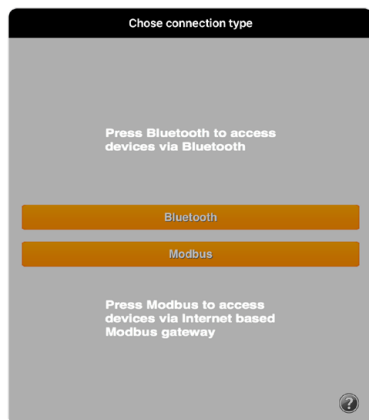 Chose connection type
Press Bluetooth to access
devices via Bluetooth
Bluetooth
Modbus
Press Modbus to access
devices via Internet based
Modbus gateway
?